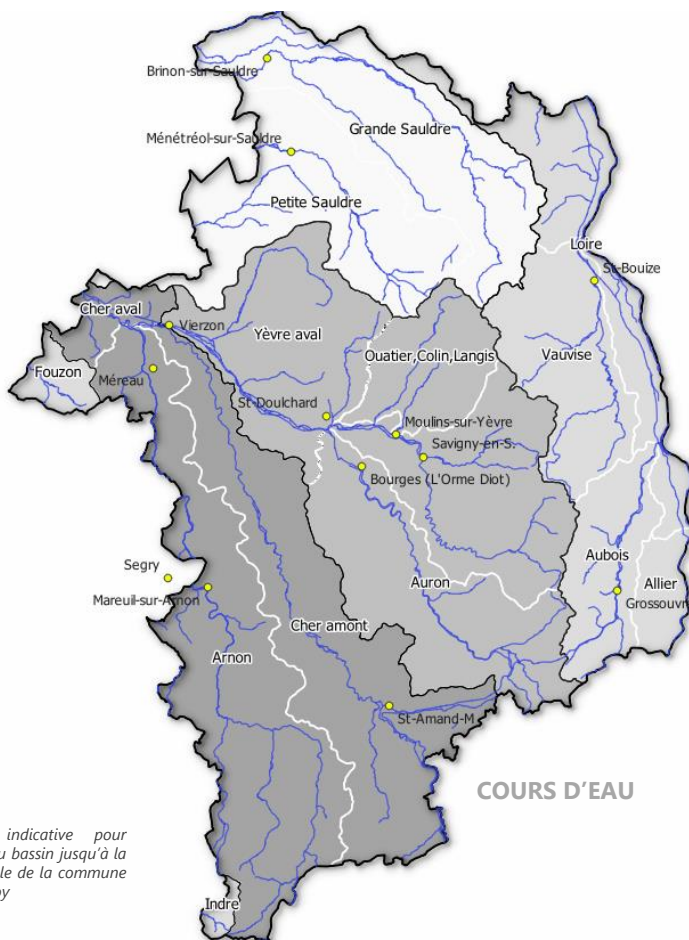 Brinon-sur-Sauldre
Grande Sauldre
Ménétréol-sur-Sauldre
Petite Sauldre
Loire
St-Bouize
Cher aval
Vierzon
Yèvre aval
Ouatier,Colin,Langis
Vauvise
Fouzon
Méreau
St-Doulchard
Moulins-sur-Yèvre
Savigny-en-S.
Bourges (L'Orme Diot)
Segry
Aubois
Auron
Allier
Mareuil-sur-Arnon
Grossouvr
Cher amont
Arnon
St-Amand-M.
COURS D'EAU
indicative pour
u bassin jusqu'à la
le de la commune
y
Indre